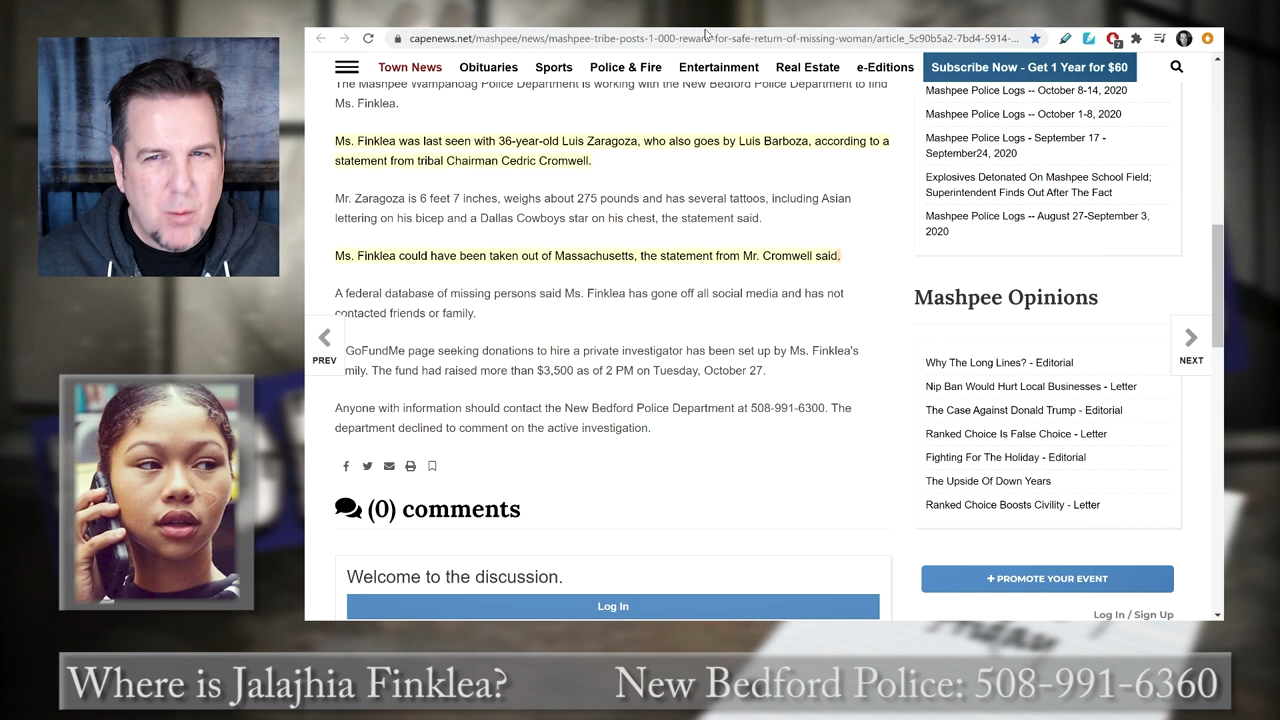 capenews.net/mashpee/news/mashpee-tribe-posts-1-000-reward-for-safe-return-of-missing-woman/article_5c90b5a2-7bd4-5914-...
7
Town News
Obituaries
Sports
Police & Fire
Entertainment
Real Estate
e-Editions
Subscribe Now - Get 1 Year for $60
The Mashpee Wampanoag Police Department is working with the New Bedford Police Department to find
Ms. Finklea.
Ms. Finklea was last seen with 36-year-old Luis Zaragoza, who also goes by Luis Barboza, according to a
statement from tribal Chairman Cedric Cromwell.
Mr. Zaragoza is 6 feet 7 inches, weighs about 275 pounds and has several tattoos, including Asian
lettering on his bicep and a Dallas Cowboys star on his chest, the statement said.
Ms. Finklea could have been taken out of Massachusetts, the statement from Mr. Cromwell said.
A federal database of missing persons said Ms. Finklea has gone off all social media and has not
contacted friends or family.
GoFundMe page seeking donations to hire a private investigator has been set up by Ms. Finklea's
mily. The fund had raised more than $3,500 as of 2 PM on Tuesday, October 27.
Anyone with information should contact the New Bedford Police Department at 508-991-6300. The
department declined to comment on the active investigation.
PREV
(0) comments
Welcome to the discussion.
Log In
Mashpee Police Logs -- October 8-14, 2020
Mashpee Police Logs -- October 1-8, 2020
Mashpee Police Logs - September 17 -
September24, 2020
Explosives Detonated On Mashpee School Field;
Superintendent Finds Out After The Fact
Mashpee Police Logs -- August 27-September 3,
2020
Mashpee Opinions
NEXT
Why The Long Lines? - Editorial
Nip Ban Would Hurt Local Businesses - Letter
The Case Against Donald Trump - Editorial
Ranked Choice Is False Choice - Letter
Fighting For The Holiday - Editorial
The Upside Of Down Years
Ranked Choice Boosts Civility - Letter
+ PROMOTE YOUR EVENT
Log In / Sign Up
Where is Jalajhia Finklea?
New Bedford Police: 508-991-6360